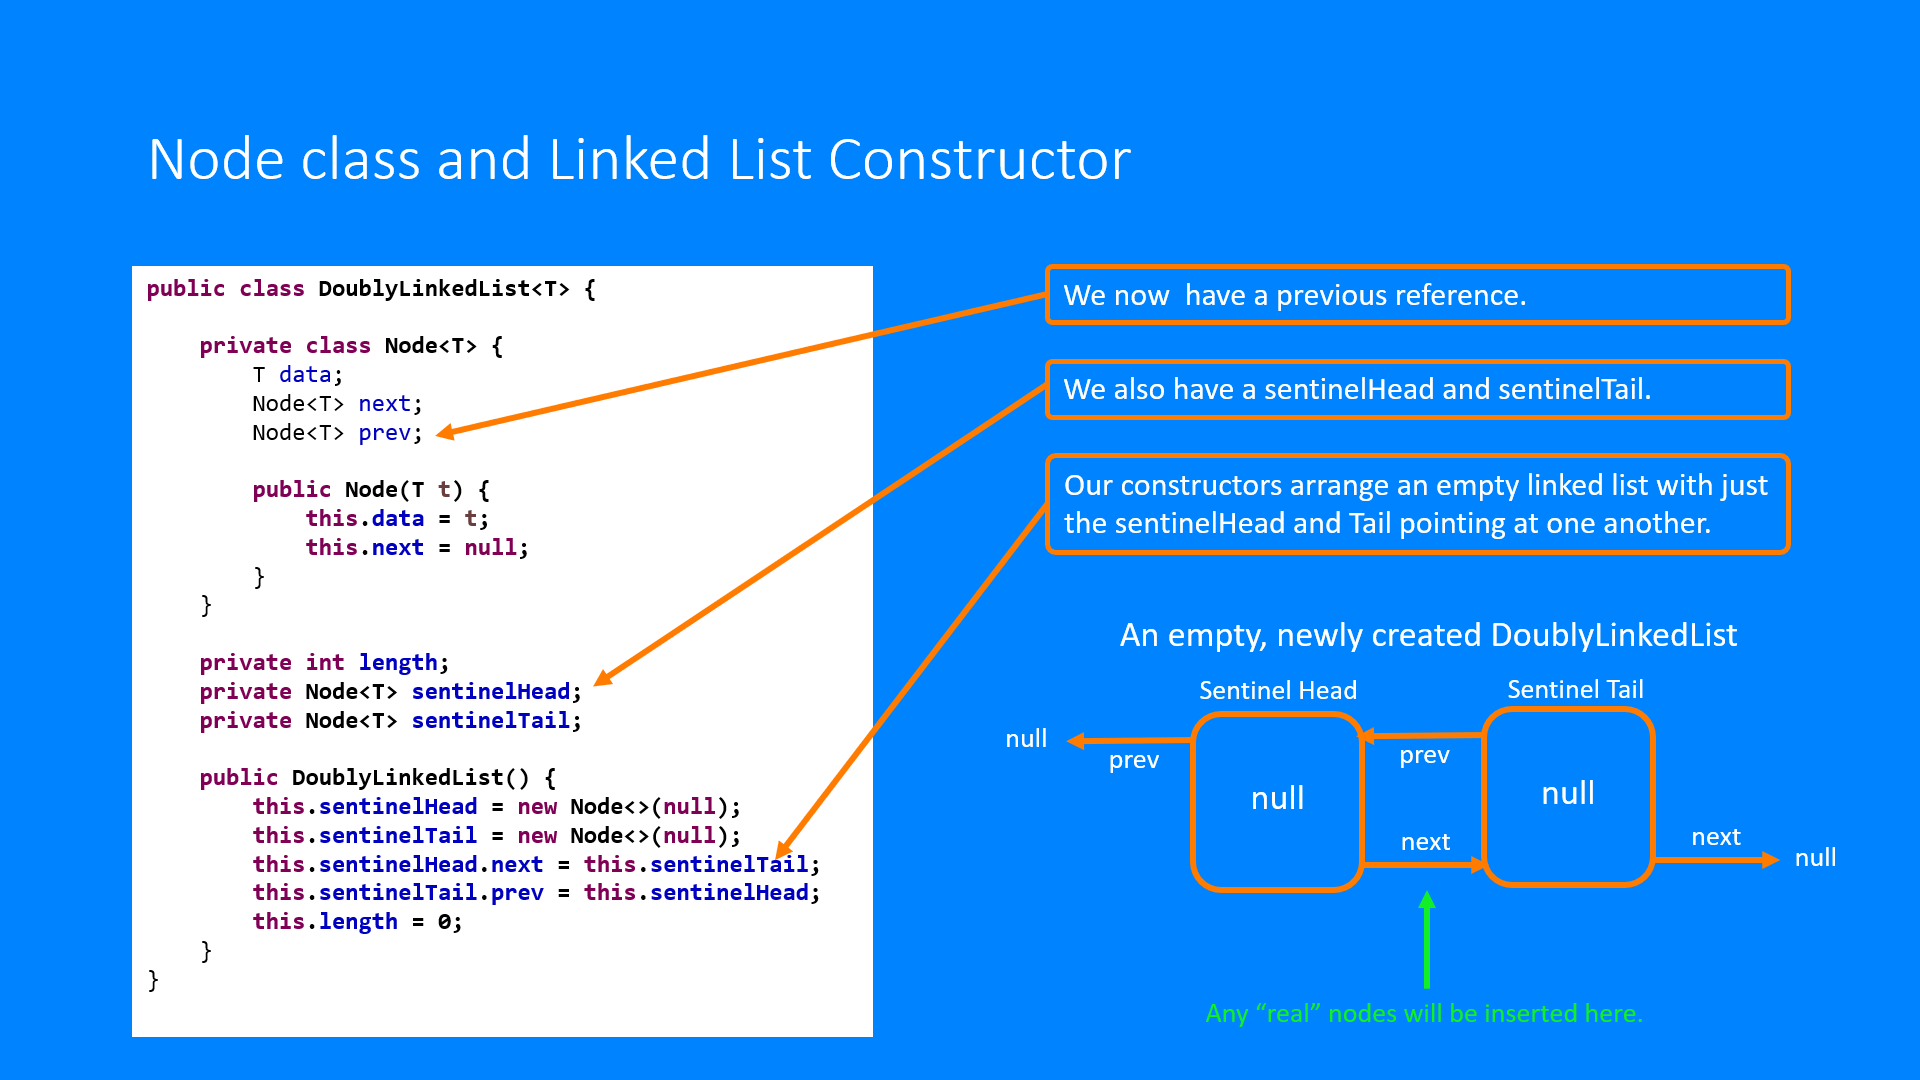 Node class and Linked List Constructor
public class DoublyLinkedList<T> {
private class Node<T> {
T data;
Node<T> next;
Node<T> prev;
public Node(T t) {
this.data = t;
this.next = null;
}
}
private int length;
private Node<T> sentinelHead;
private Node<T> sentinelTail;
public DoublyLinkedList() {
this.sentinelHead = new Node<>(null);
this.sentinelTail = new Node<>(null);
this.sentinelHead.next = this.sentinelTail;
this.sentinelTail.prev = this.sentinelHead;
this.length = 0;
}
}
We now  have a previous reference.
We also have a sentinelHead and sentinelTail.
Our constructors arrange an empty linked list with just
the sentinelHead and Tail pointing at one another.
An empty, newly created DoublyLinkedList
Sentinel Head
Sentinel Tail
null
prev
null
prev
next
null
next
null
Any “real” nodes will be inserted here.